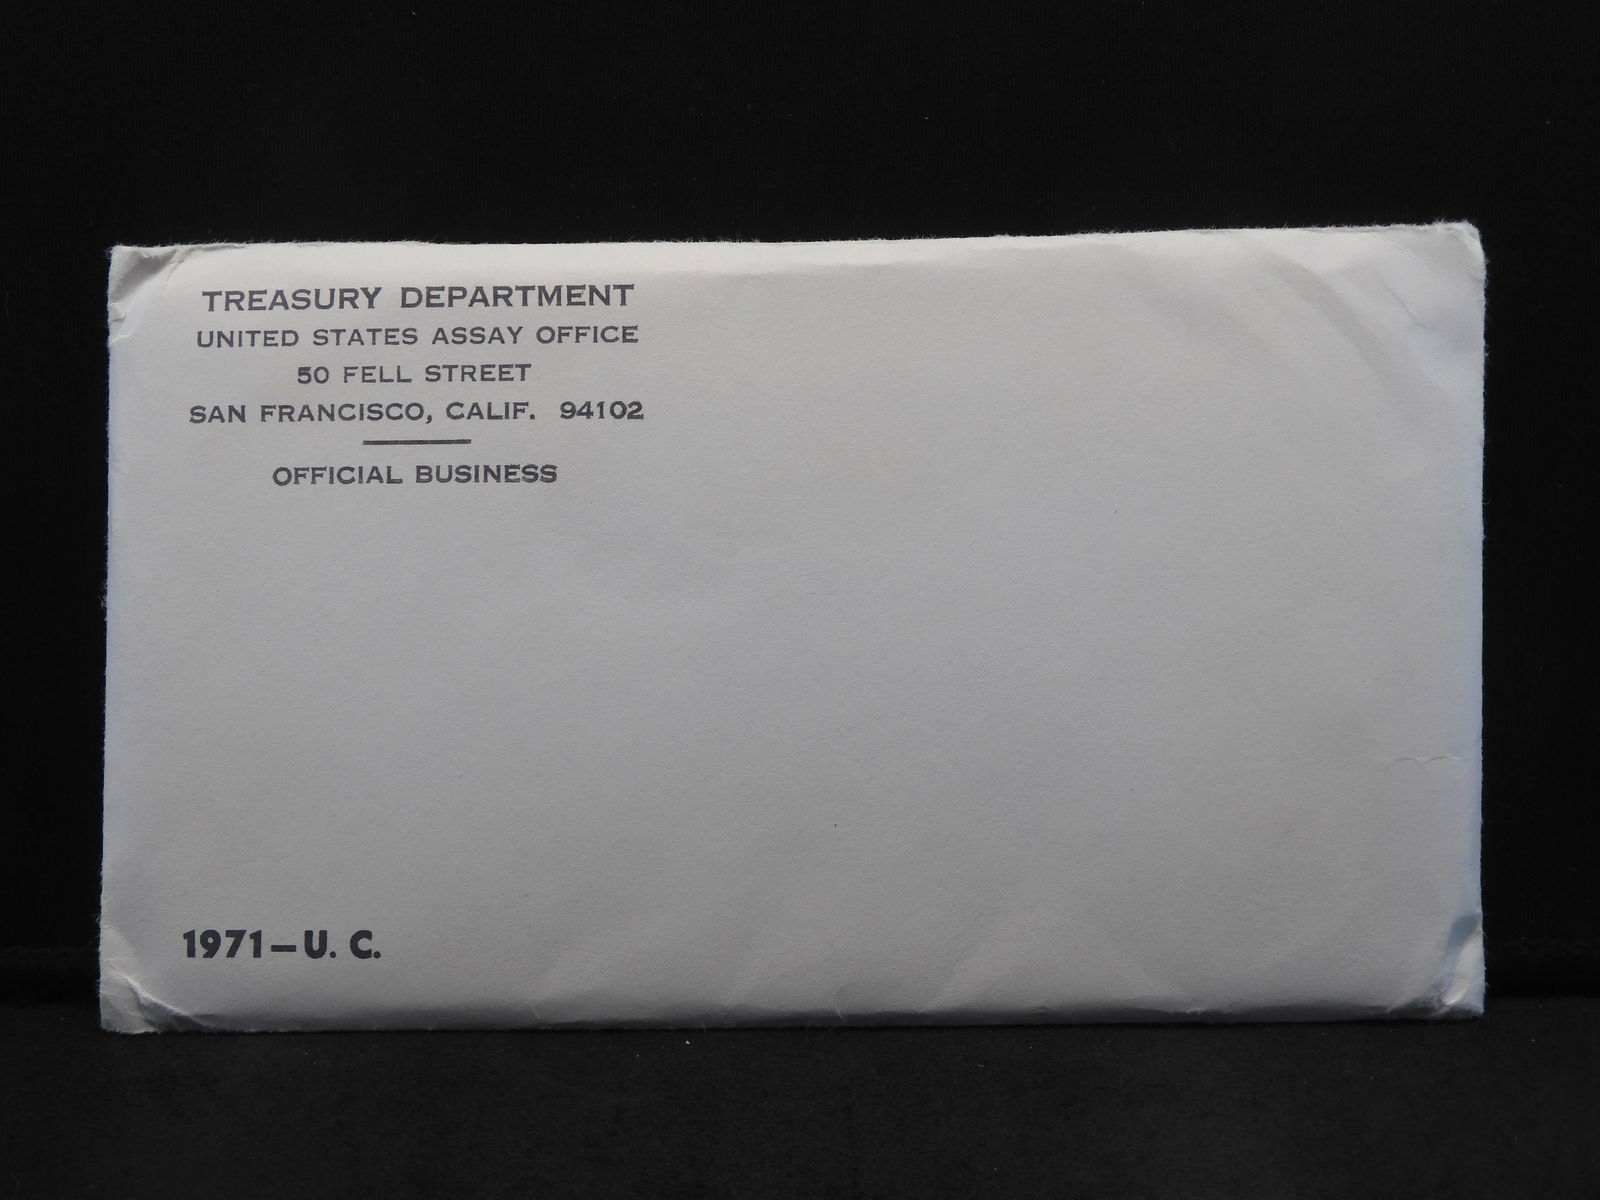 TREASURY DEPARTMENT
UNITED STATES ASSAY OFFICE
50 FELL STREET
SAN FRANCISCO, CALIF. 94102
OFFICIAL BUSINESS
1971-U. C.